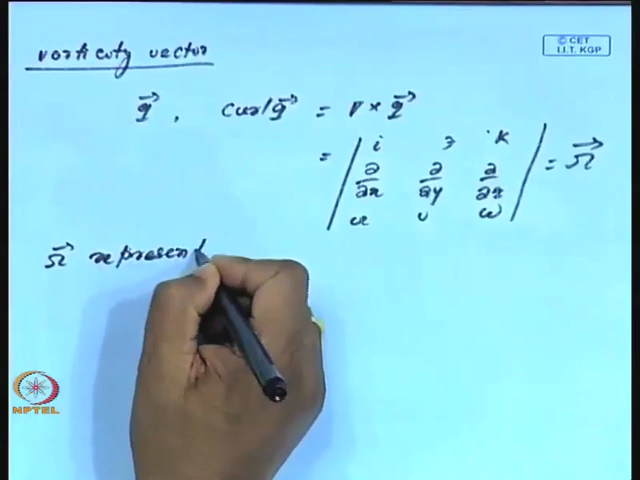 vorticity vector
© CET
I.I.T. KGP
q⃗ , curl q⃗ = ∇ × q⃗
= | i j k |
| ∂/∂x ∂/∂y ∂/∂z | = Ω⃗
| u v w |
Ω⃗ represent
NPTEL